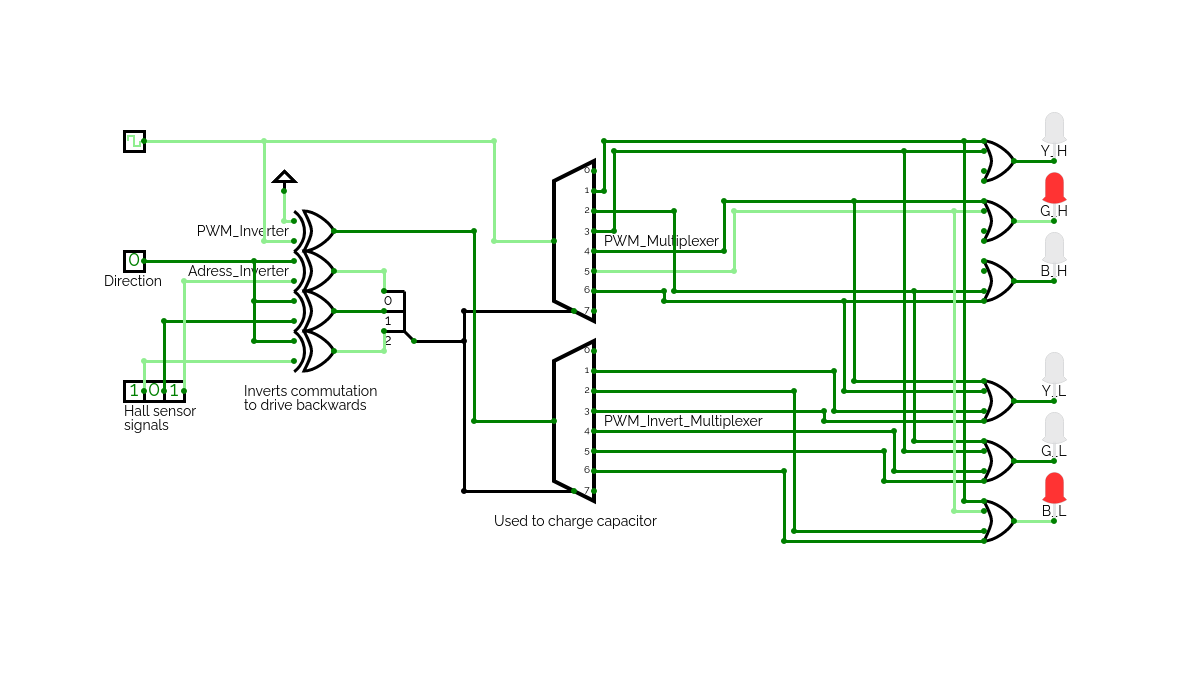 Y_H
G_H
0
1
PWM_Inverter
2
3
PWM_Multiplexer
4
0
B_H
Direction
Adress_Inverter
5
6
0
1
7
2
0
1
Y_L
1 0 1
Inverts commutation
to drive backwards
2
Hall sensor
signals
3
PWM_Invert_Multiplexer
4
5
G_L
6
7
B_L
Used to charge capacitor